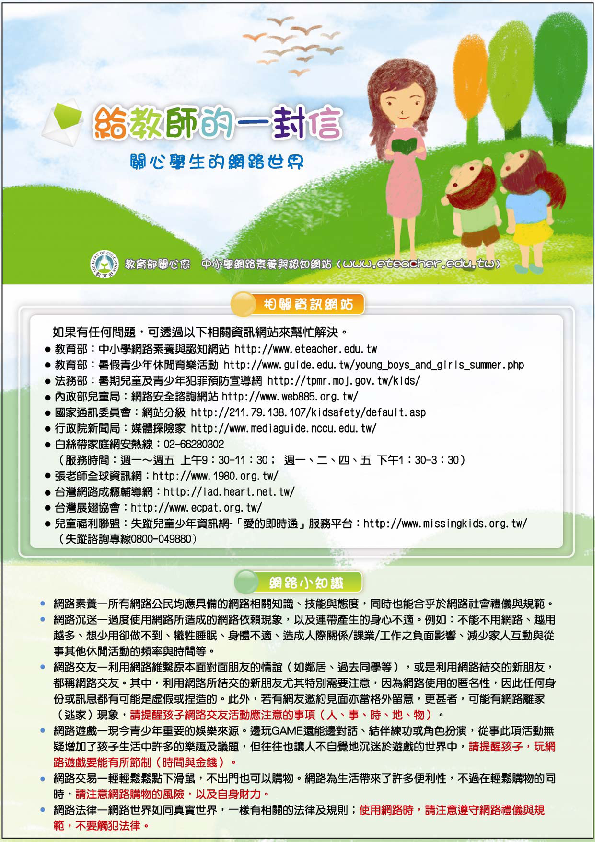 給教師的一封信
關心學生的網路世界
教育部關心您　中小學網路素養與認知網站（www.eteacher.edu.tw）
相關資訊網站
如果有任何問題，可透過以下相關資訊網站來幫忙解決。
● 教育部：中小學網路素養與認知網站 http://www.eteacher.edu.tw
● 教育部：暑假青少年休閒育樂活動 http://www.guide.edu.tw/young_boys_and_girls_summer.php
● 法務部：暑期兒童及青少年犯罪預防宣導網 http://tpmr.moj.gov.tw/kids/
● 內政部兒童局：網路安全諮詢網站 http://www.web885.org.tw/
● 國家通訊委員會：網站分級 http://211.79.138.107/kidsafety/default.asp
● 行政院新聞局：媒體探險家 http://www.mediaguide.nccu.edu.tw/
● 白絲帶家庭網安熱線：02-66280302
（服務時間：週一～週五 上午9：30-11：30； 週一、二、四、五 下午1：30-3：30）
● 張老師全球資訊網：http://www.1980.org.tw/
● 台灣網路成癮輔導網：http://iad.heart.net.tw/
● 台灣展翅協會：http://www.ecpat.org.tw/
● 兒童福利聯盟：失蹤兒童少年資訊網-「愛的即時通」服務平台：http://www.missingkids.org.tw/
（失蹤諮詢專線0800-049880）
網路小知識
● 網路素養－所有網路公民均應具備的網路相關知識、技能與態度，同時也能合乎於網路社會禮儀與規範。
● 網路沉迷－過度使用網路所造成的網路依賴現象，以及連帶產生的身心不適。例如：不能不用網路、越用
越多、想少用卻做不到、犧牲睡眠、身體不適、造成人際關係/課業/工作之負面影響、減少家人互動與從
事其他休閒活動的頻率與時間等。
● 網路交友－利用網路維繫原本面對面朋友的情誼（如鄰居、過去同學等），或是利用網路結交的新朋友，
都稱網路交友。其中，利用網路所結交的新朋友尤其特別需要注意，因為網路使用的匿名性，因此任何身
份或訊息都有可能是虛假或捏造的。此外，若有網友邀約見面亦當格外留意，更甚者，可能有網路離家
（逃家）現象，請提醒孩子網路交友活動應注意的事項（人、事、時、地、物）。
● 網路遊戲－現今青少年重要的娛樂來源。邊玩GAME還能邊對話、結伴練功或角色扮演，從事此項活動無
疑增加了孩子生活中許多的樂趣及議題，但往往也讓人不自覺地沉迷於遊戲的世界中，請提醒孩子，玩網
路遊戲要能有所節制（時間與金錢）。
● 網路交易－輕輕鬆鬆點下滑鼠，不出門也可以購物。網路為生活帶來了許多便利性，不過在輕鬆購物的同
時，請注意網路購物的風險，以及自身財力。
● 網路法律－網路世界如同真實世界，一樣有相關的法律及規則；使用網路時，請注意遵守網路禮儀與規
範，不要觸犯法律。